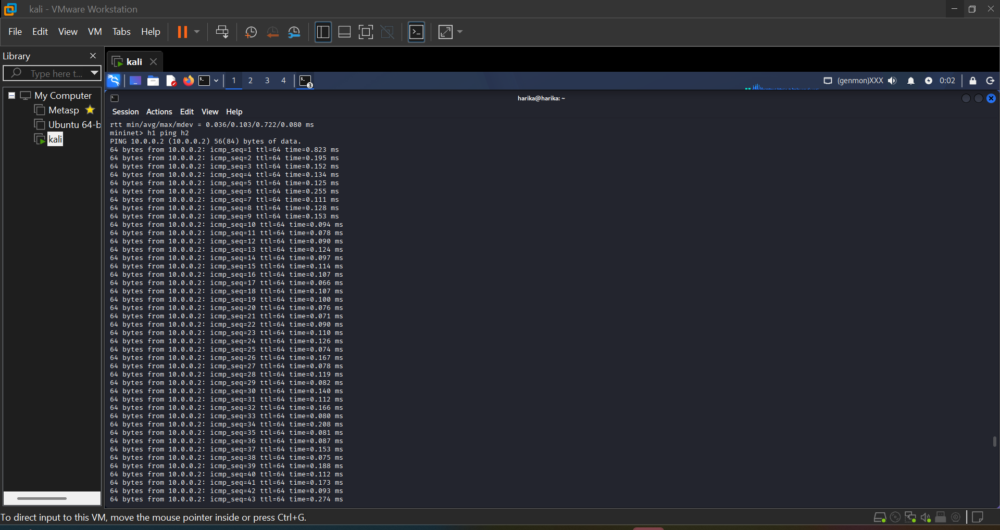 kali - VMware Workstation
File Edit View VM Tabs Help
Library
kali
Type here t...
1 2 3 4
3
(genmon)XXX
0:02
My Computer
Metasp
Ubuntu 64-b
kali
harika@harika: ~
Session Actions Edit View Help
rtt min/avg/max/mdev = 0.036/0.103/0.722/0.080 ms
mininet> h1 ping h2
PING 10.0.0.2 (10.0.0.2) 56(84) bytes of data.
64 bytes from 10.0.0.2: icmp_seq=1 ttl=64 time=0.823 ms
64 bytes from 10.0.0.2: icmp_seq=2 ttl=64 time=0.195 ms
64 bytes from 10.0.0.2: icmp_seq=3 ttl=64 time=0.152 ms
64 bytes from 10.0.0.2: icmp_seq=4 ttl=64 time=0.134 ms
64 bytes from 10.0.0.2: icmp_seq=5 ttl=64 time=0.125 ms
64 bytes from 10.0.0.2: icmp_seq=6 ttl=64 time=0.255 ms
64 bytes from 10.0.0.2: icmp_seq=7 ttl=64 time=0.111 ms
64 bytes from 10.0.0.2: icmp_seq=8 ttl=64 time=0.128 ms
64 bytes from 10.0.0.2: icmp_seq=9 ttl=64 time=0.153 ms
64 bytes from 10.0.0.2: icmp_seq=10 ttl=64 time=0.094 ms
64 bytes from 10.0.0.2: icmp_seq=11 ttl=64 time=0.078 ms
64 bytes from 10.0.0.2: icmp_seq=12 ttl=64 time=0.090 ms
64 bytes from 10.0.0.2: icmp_seq=13 ttl=64 time=0.124 ms
64 bytes from 10.0.0.2: icmp_seq=14 ttl=64 time=0.097 ms
64 bytes from 10.0.0.2: icmp_seq=15 ttl=64 time=0.114 ms
64 bytes from 10.0.0.2: icmp_seq=16 ttl=64 time=0.107 ms
64 bytes from 10.0.0.2: icmp_seq=17 ttl=64 time=0.066 ms
64 bytes from 10.0.0.2: icmp_seq=18 ttl=64 time=0.107 ms
64 bytes from 10.0.0.2: icmp_seq=19 ttl=64 time=0.100 ms
64 bytes from 10.0.0.2: icmp_seq=20 ttl=64 time=0.076 ms
64 bytes from 10.0.0.2: icmp_seq=21 ttl=64 time=0.071 ms
64 bytes from 10.0.0.2: icmp_seq=22 ttl=64 time=0.090 ms
64 bytes from 10.0.0.2: icmp_seq=23 ttl=64 time=0.110 ms
64 bytes from 10.0.0.2: icmp_seq=24 ttl=64 time=0.126 ms
64 bytes from 10.0.0.2: icmp_seq=25 ttl=64 time=0.074 ms
64 bytes from 10.0.0.2: icmp_seq=26 ttl=64 time=0.167 ms
64 bytes from 10.0.0.2: icmp_seq=27 ttl=64 time=0.078 ms
64 bytes from 10.0.0.2: icmp_seq=28 ttl=64 time=0.119 ms
64 bytes from 10.0.0.2: icmp_seq=29 ttl=64 time=0.082 ms
64 bytes from 10.0.0.2: icmp_seq=30 ttl=64 time=0.140 ms
64 bytes from 10.0.0.2: icmp_seq=31 ttl=64 time=0.112 ms
64 bytes from 10.0.0.2: icmp_seq=32 ttl=64 time=0.166 ms
64 bytes from 10.0.0.2: icmp_seq=33 ttl=64 time=0.080 ms
64 bytes from 10.0.0.2: icmp_seq=34 ttl=64 time=0.208 ms
64 bytes from 10.0.0.2: icmp_seq=35 ttl=64 time=0.081 ms
64 bytes from 10.0.0.2: icmp_seq=36 ttl=64 time=0.087 ms
64 bytes from 10.0.0.2: icmp_seq=37 ttl=64 time=0.153 ms
64 bytes from 10.0.0.2: icmp_seq=38 ttl=64 time=0.075 ms
64 bytes from 10.0.0.2: icmp_seq=39 ttl=64 time=0.188 ms
64 bytes from 10.0.0.2: icmp_seq=40 ttl=64 time=0.112 ms
64 bytes from 10.0.0.2: icmp_seq=41 ttl=64 time=0.173 ms
64 bytes from 10.0.0.2: icmp_seq=42 ttl=64 time=0.093 ms
64 bytes from 10.0.0.2: icmp_seq=43 ttl=64 time=0.274 ms
To direct input to this VM, move the mouse pointer inside or press Ctrl+G.